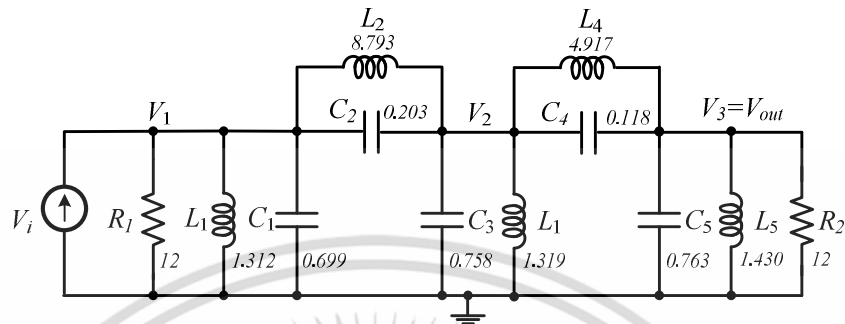 L2
8.793
L4
4.917
V1
C2 0.203
V2
C4 0.118
V3=Vout
Vi
R1
L1
C1
C3
L1
C5
L5
R2
12
1.312
0.699
0.758
1.319
0.763
1.430
12